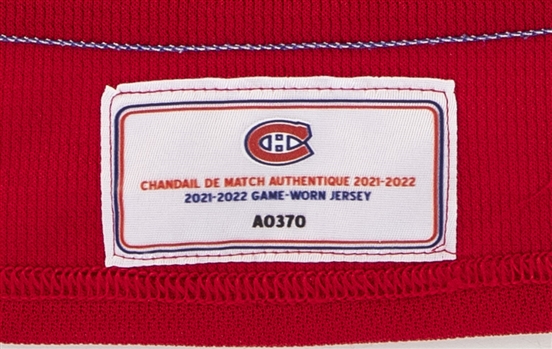 CHANDAIL DE MATCH AUTHENTIQUE 2021-2022
2021-2022 GAME-WORN JERSEY
A0370